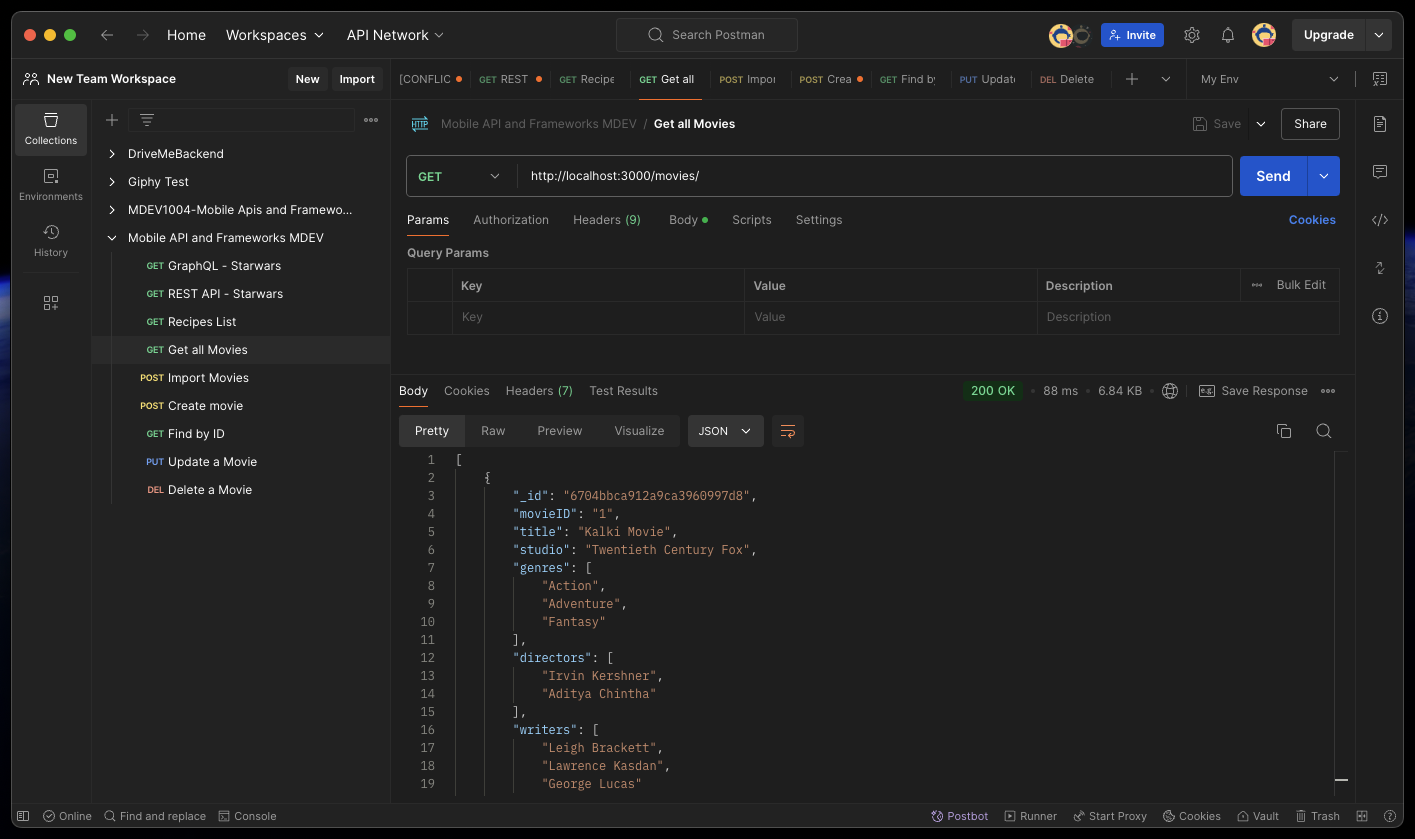 Home Workspaces API Network Search Postman Invite Upgrade
New Team Workspace New Import [CONFLIC GET REST GET Recipe GET Get all POST Impor POST Crea GET Find by PUT Update DEL Delete My Env
Collections
Environments
History
DriveMeBackend
Giphy Test
MDEV1004-Mobile Apis and Framewo...
Mobile API and Frameworks MDEV
GET GraphQL - Starwars
GET REST API - Starwars
GET Recipes List
GET Get all Movies
POST Import Movies
POST Create movie
GET Find by ID
PUT Update a Movie
DEL Delete a Movie
HTTP Mobile API and Frameworks MDEV / Get all Movies Save Share
GET http://localhost:3000/movies/ Send
Params Authorization Headers (9) Body Scripts Settings Cookies
Query Params
Key Value Description Bulk Edit
Key Value Description
Body Cookies Headers (7) Test Results 200 OK 88 ms 6.84 KB e.g. Save Response
Pretty Raw Preview Visualize JSON
1 [
2 {
3 "_id": "6704bbca912a9ca3960997d8",
4 "movieID": "1",
5 "title": "Kalki Movie",
6 "studio": "Twentieth Century Fox",
7 "genres": [
8 "Action",
9 "Adventure",
10 "Fantasy"
11 ],
12 "directors": [
13 "Irvin Kershner",
14 "Aditya Chintha"
15 ],
16 "writers": [
17 "Leigh Brackett",
18 "Lawrence Kasdan",
19 "George Lucas"
Online Find and replace Console Postbot Runner Start Proxy Cookies Vault Trash